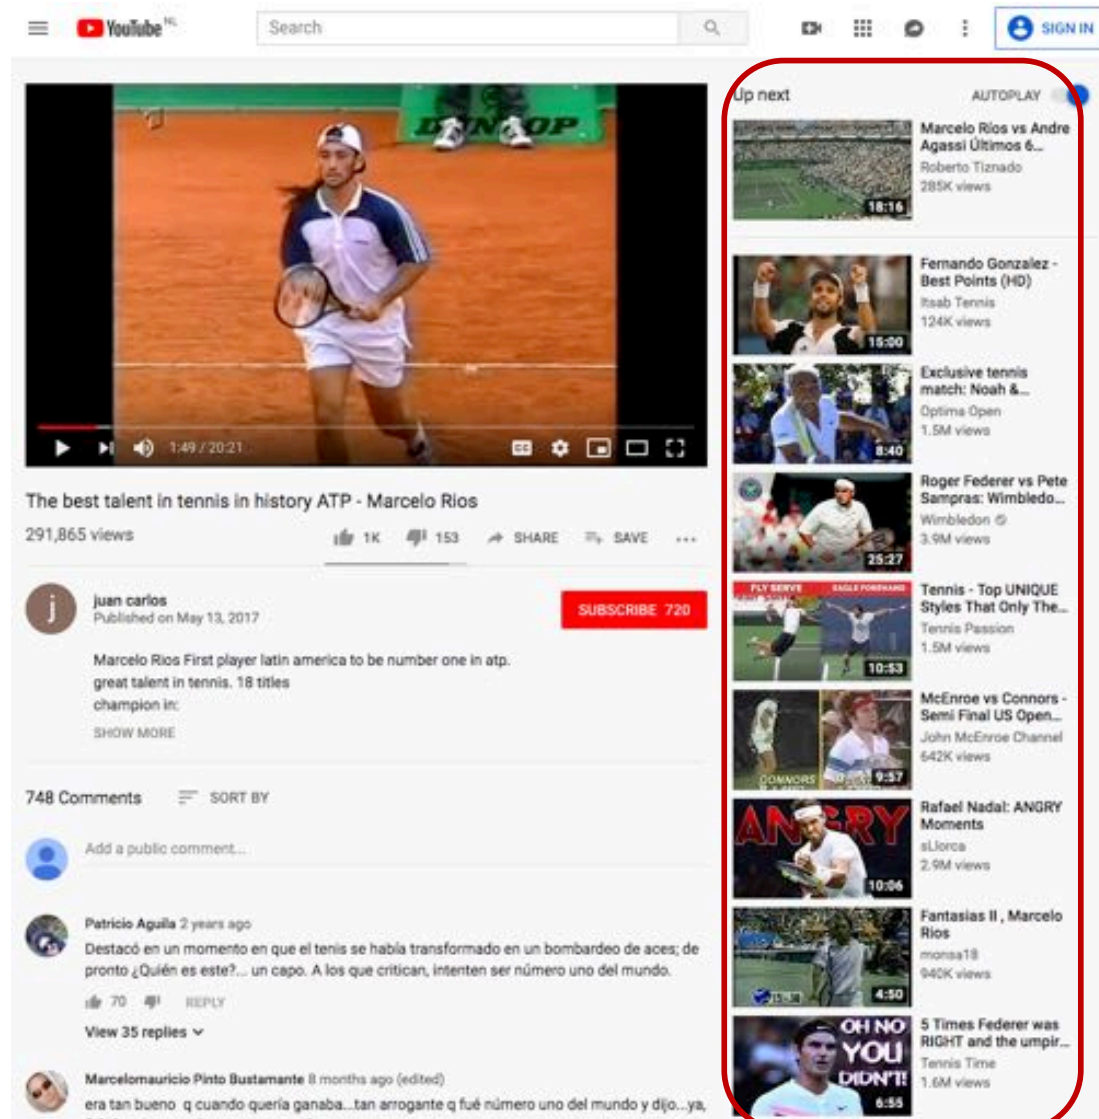 YouTube NL
Search
SIGN IN
DUNLOP
1:49 / 20:21
CC
The best talent in tennis in history ATP - Marcelo Rios
291,865 views
1K
153
SHARE
SAVE
...
j
juan carlos
Published on May 13, 2017
SUBSCRIBE 720
Marcelo Rios First player latin america to be number one in atp.
great talent in tennis. 18 titles
champion in:
SHOW MORE
748 Comments
SORT BY
Add a public comment...
Patricio Aguila 2 years ago
Destacó en un momento en que el tenis se había transformado en un bombardeo de aces; de
pronto ¿Quién es este?... un capo. A los que critican, intenten ser número uno del mundo.
70
REPLY
View 35 replies
Marcelomauricio Pinto Bustamante 8 months ago (edited)
era tan bueno q cuando quería ganaba...tan arrogante q fué número uno del mundo y dijo...ya,
Up next
AUTOPLAY
18:16
Marcelo Rios vs Andre
Agassi Últimos 6...
Roberto Tiznado
285K views
15:00
Fernando Gonzalez -
Best Points (HD)
Itsab Tennis
124K views
8:40
Exclusive tennis
match: Noah &...
Optima Open
1.5M views
25:27
Roger Federer vs Pete
Sampras: Wimbledo...
Wimbledon
3.9M views
FLY SERVE
EAGLE FOREHAND
10:53
Tennis - Top UNIQUE
Styles That Only The...
Tennis Passion
1.5M views
CONNORS
9:57
McEnroe vs Connors -
Semi Final US Open...
John McEnroe Channel
642K views
ANGRY
10:06
Rafael Nadal: ANGRY
Moments
sLlorca
2.9M views
4:50
Fantasias II , Marcelo
Rios
monsa18
940K views
OH NO
YOU
DIDN'T!
6:55
5 Times Federer was
RIGHT and the umpir...
Tennis Time
1.6M views